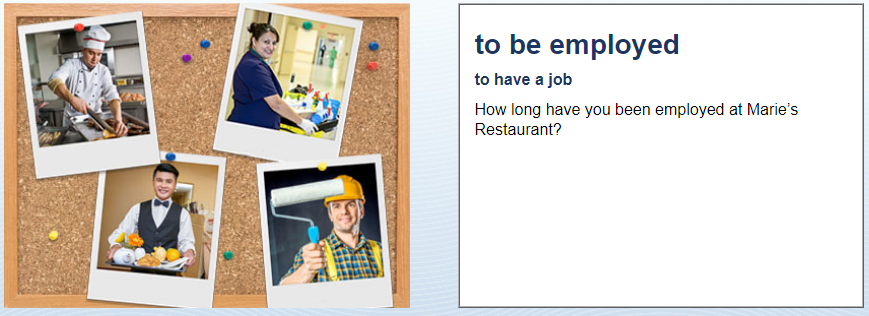 to be employed
to have a job
How long have you been employed at Marie's
Restaurant?